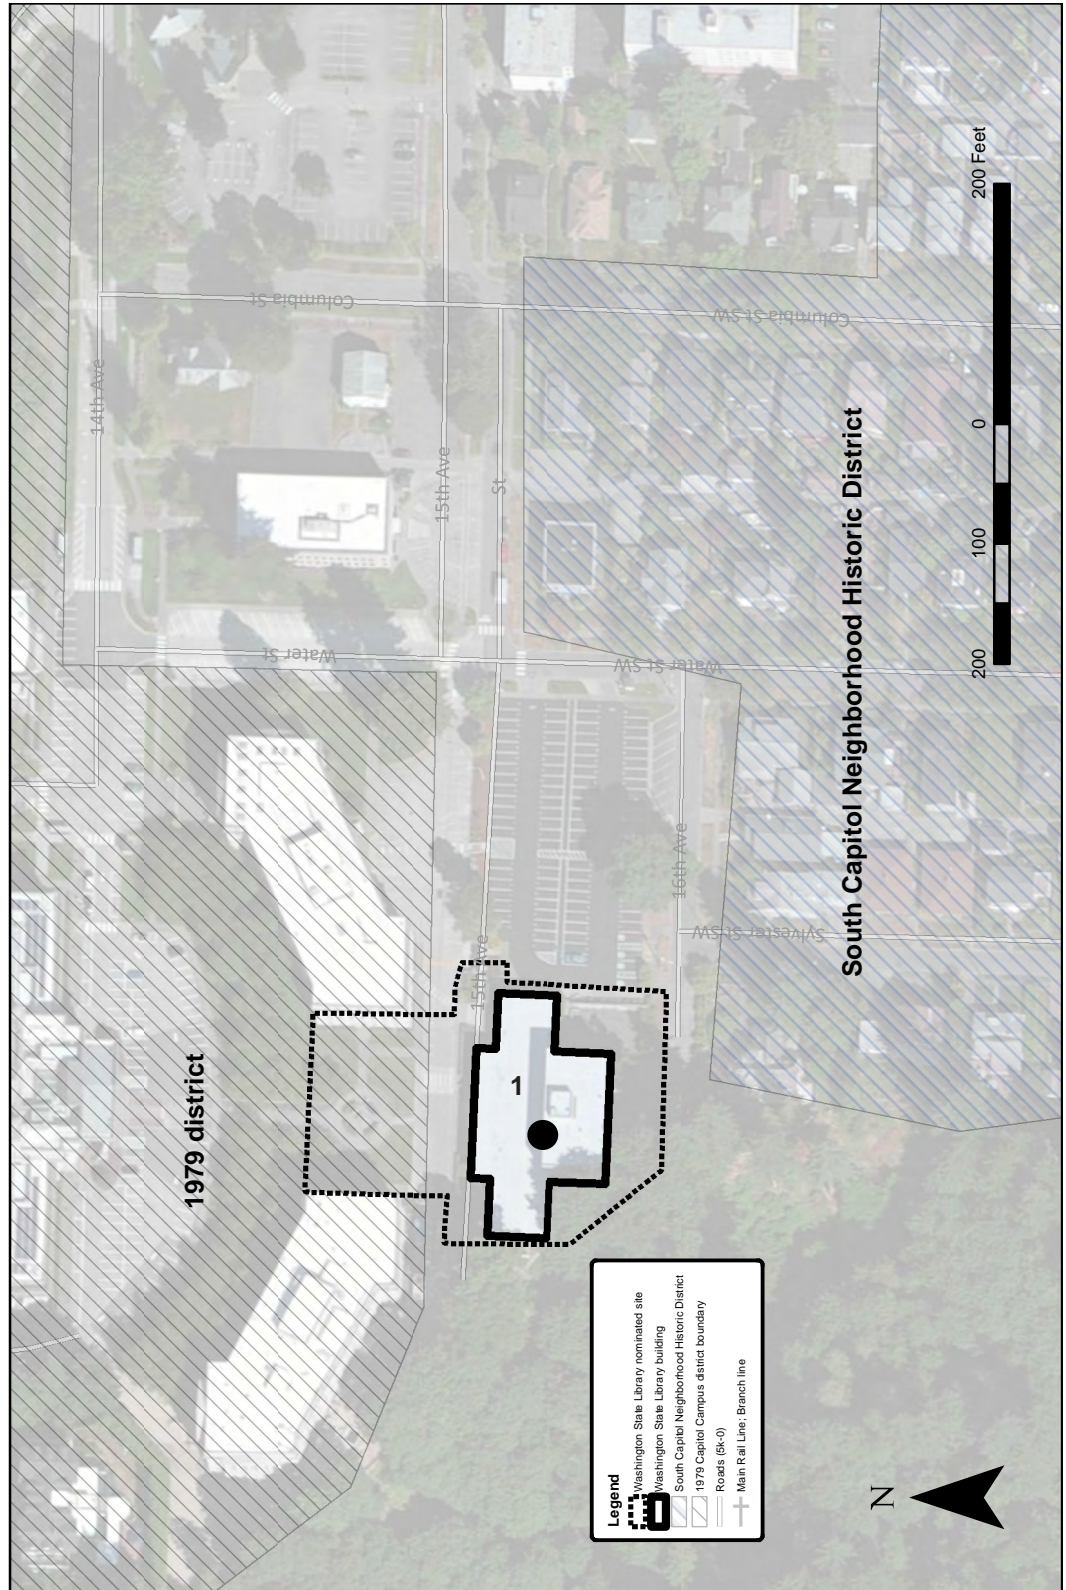 1979 district
14th Ave
Columbia St
15th Ave
St
Water St
Columbia St SW
Water St SW
15th Ave
16th Ave
Sylvester St SW
1
South Capitol Neighborhood Historic District
Legend
Washington State Library nominated site
Washington State Library building
South Capitol Neighborhood Historic District
1979 Capitol Campus district boundary
Roads (5k-0)
Main Rail Line; Branch line
N
200 100 0 200 Feet